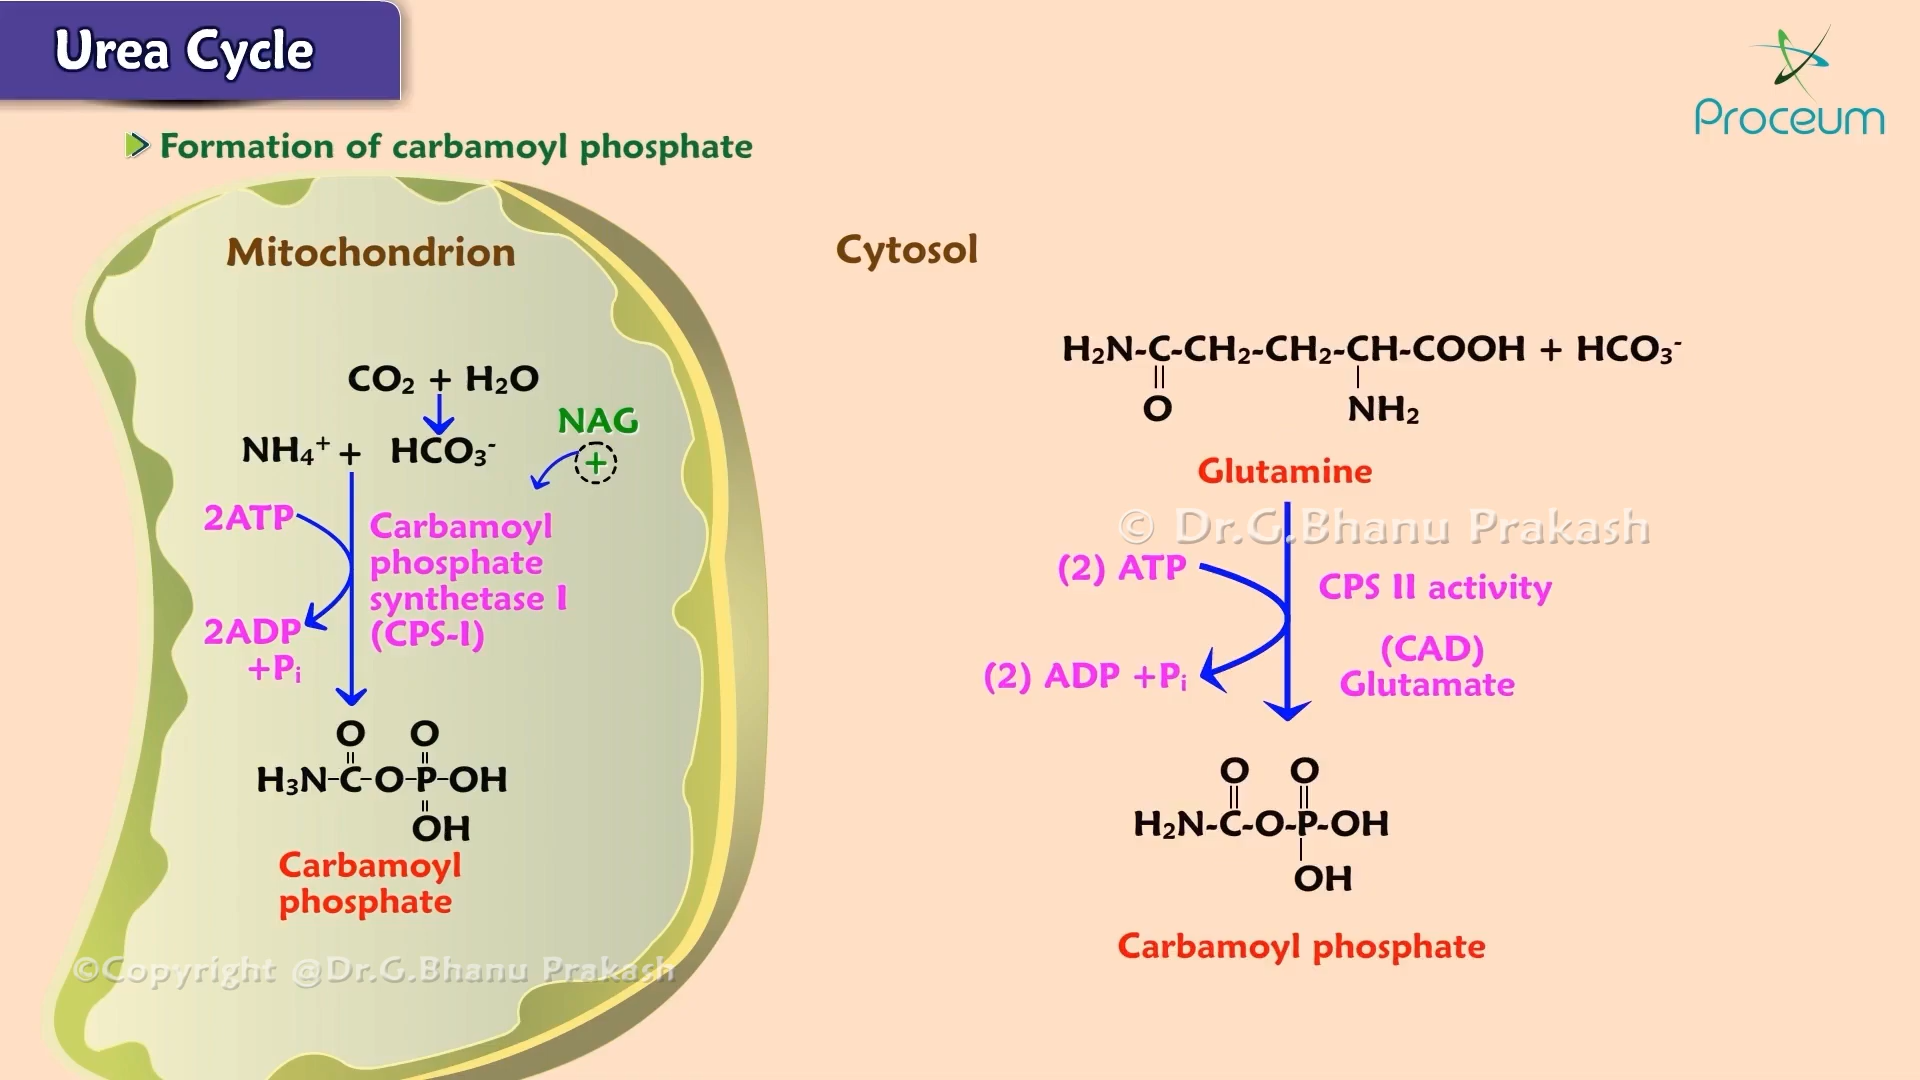 Urea Cycle
Proceum
Formation of carbamoyl phosphate
Mitochondrion
CO₂ + H₂O
NAG
+
NH₄⁺ + HCO₃⁻
2ATP
Carbamoyl
phosphate
synthetase I
(CPS-I)
2ADP
+Pᵢ
O O
H₃N-C-O-P-OH
OH
Carbamoyl
phosphate
©Copyright @Dr.G.Bhanu Prakash
Cytosol
H₂N-C-CH₂-CH₂-CH-COOH + HCO₃⁻
O NH₂
Glutamine
© Dr.G.Bhanu Prakash
(2) ATP
CPS II activity
(CAD)
Glutamate
(2) ADP +Pᵢ
O O
H₂N-C-O-P-OH
OH
Carbamoyl phosphate